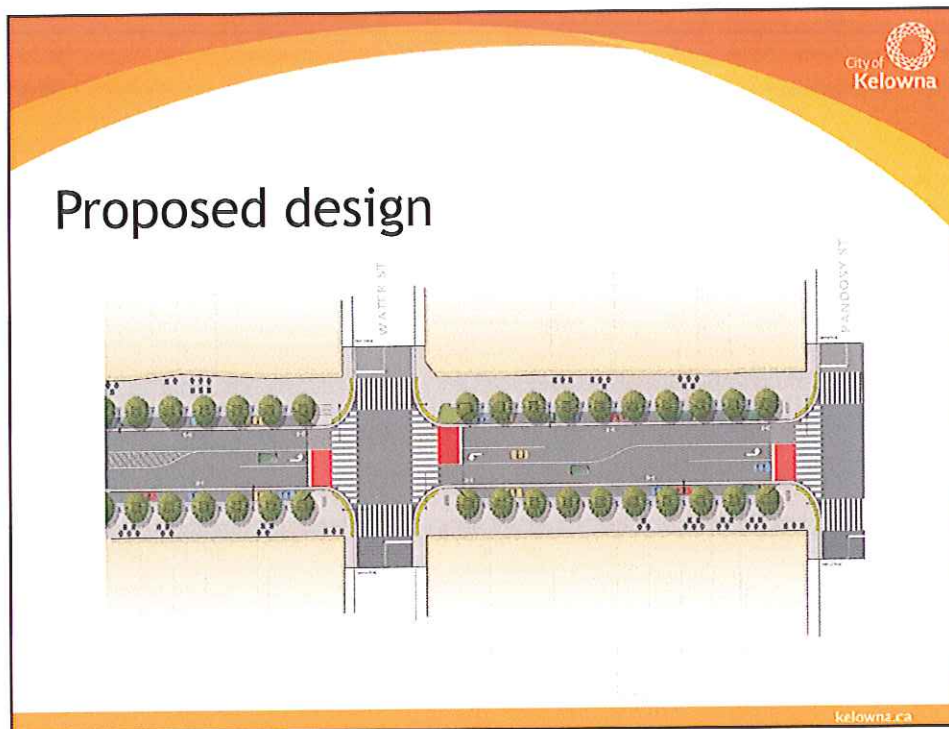 City of
Kelowna
Proposed design
WATER ST
PANDOSY ST
kelowna.ca